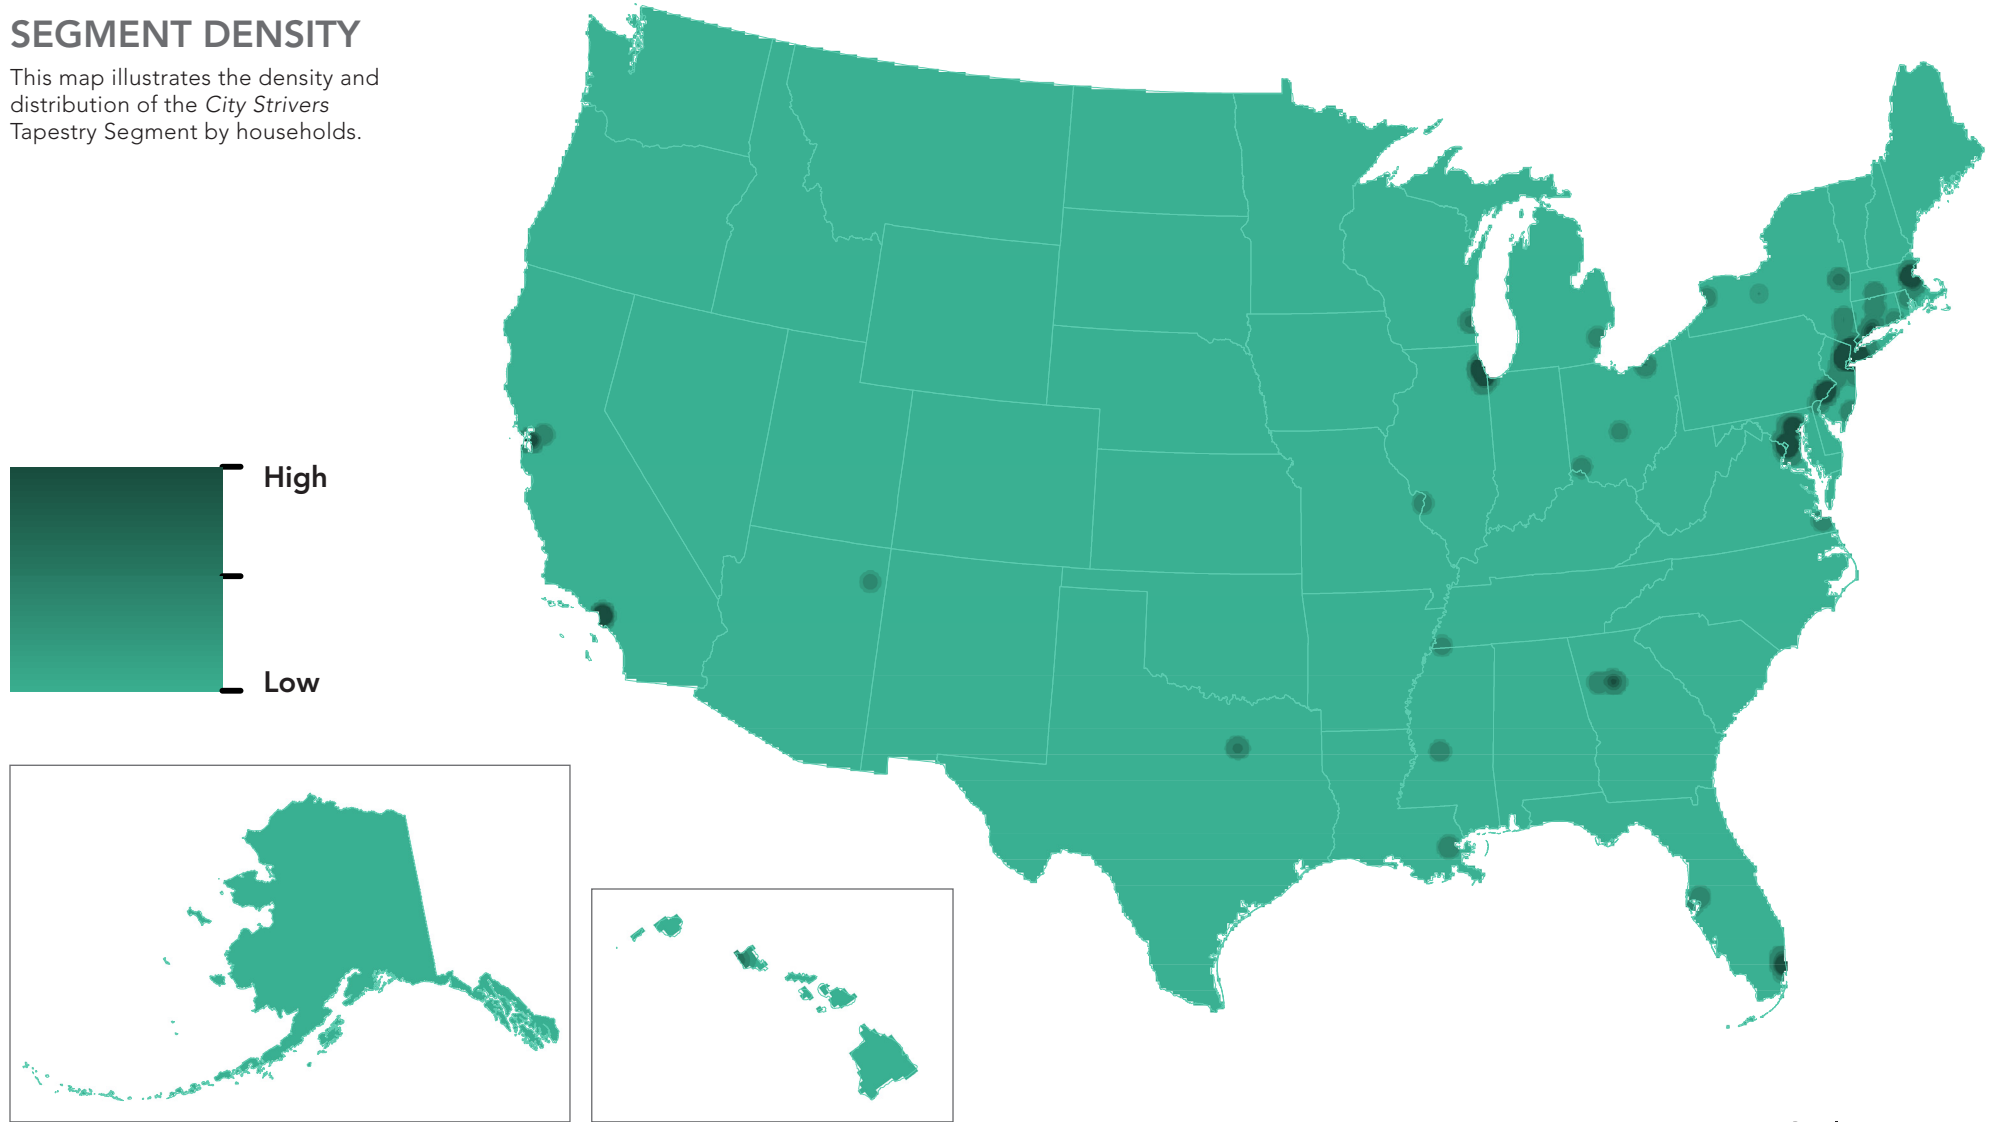 SEGMENT DENSITY
This map illustrates the density and
distribution of the City Strivers
Tapestry Segment by households.
High
Low